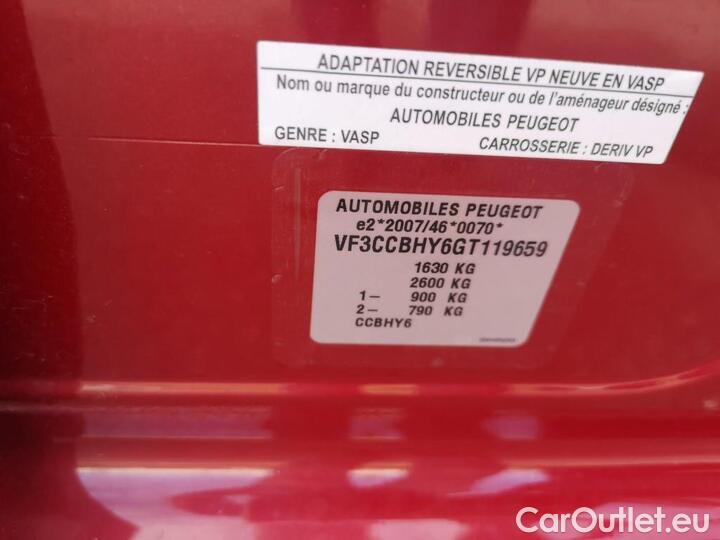 ADAPTATION REVERSIBLE VP NEUVE EN VASP
Nom ou marque du constructeur ou de l'aménageur désigné :
AUTOMOBILES PEUGEOT
GENRE : VASP CARROSSERIE : DERIV VP
AUTOMOBILES PEUGEOT
e2*2007/46*0070*
VF3CCBHY6GT119659
1630 KG
2600 KG
1– 900 KG
2– 790 KG
CCBHY6
CarOutlet.eu